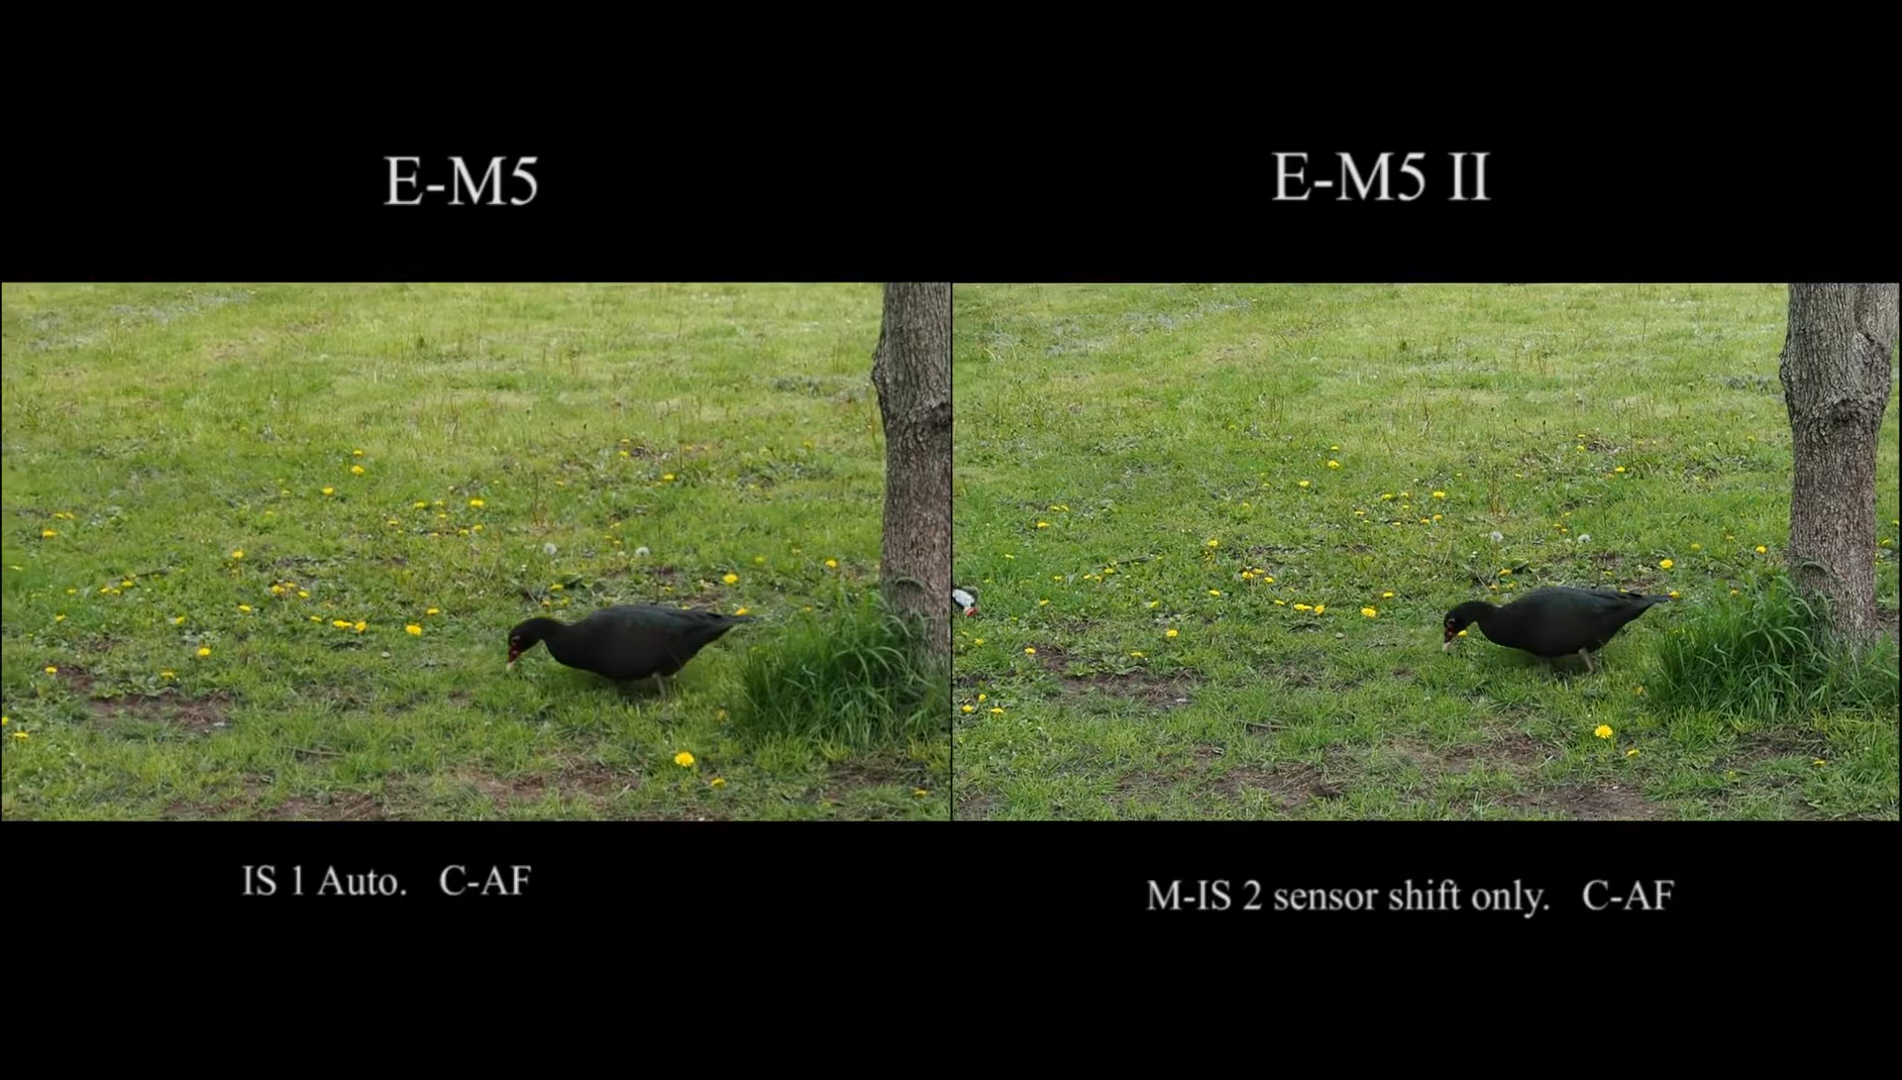 E-M5
E-M5 II
IS 1 Auto. C-AF
M-IS 2 sensor shift only. C-AF